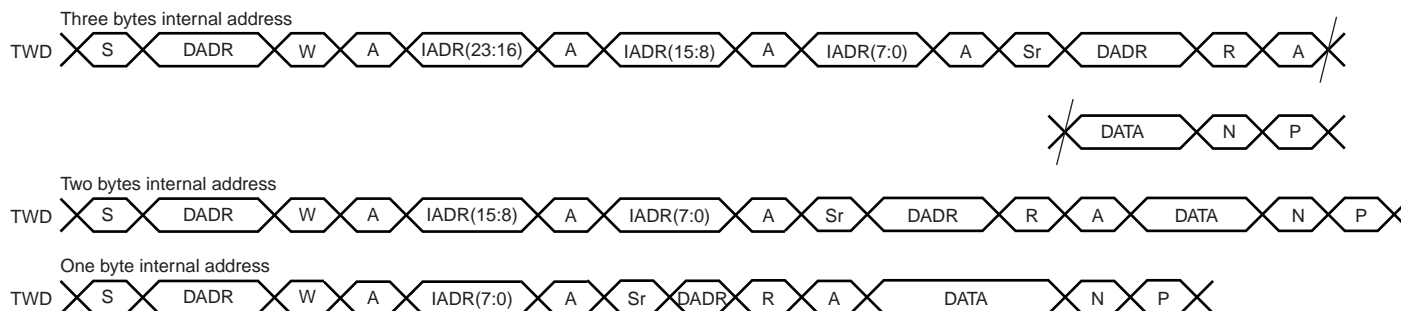 Three bytes internal address
TWD S DADR W A IADR(23:16) A IADR(15:8) A IADR(7:0) A Sr DADR R A
DATA N P
Two bytes internal address
TWD S DADR W A IADR(15:8) A IADR(7:0) A Sr DADR R A DATA N P
One byte internal address
TWD S DADR W A IADR(7:0) A Sr DADR R A DATA N P